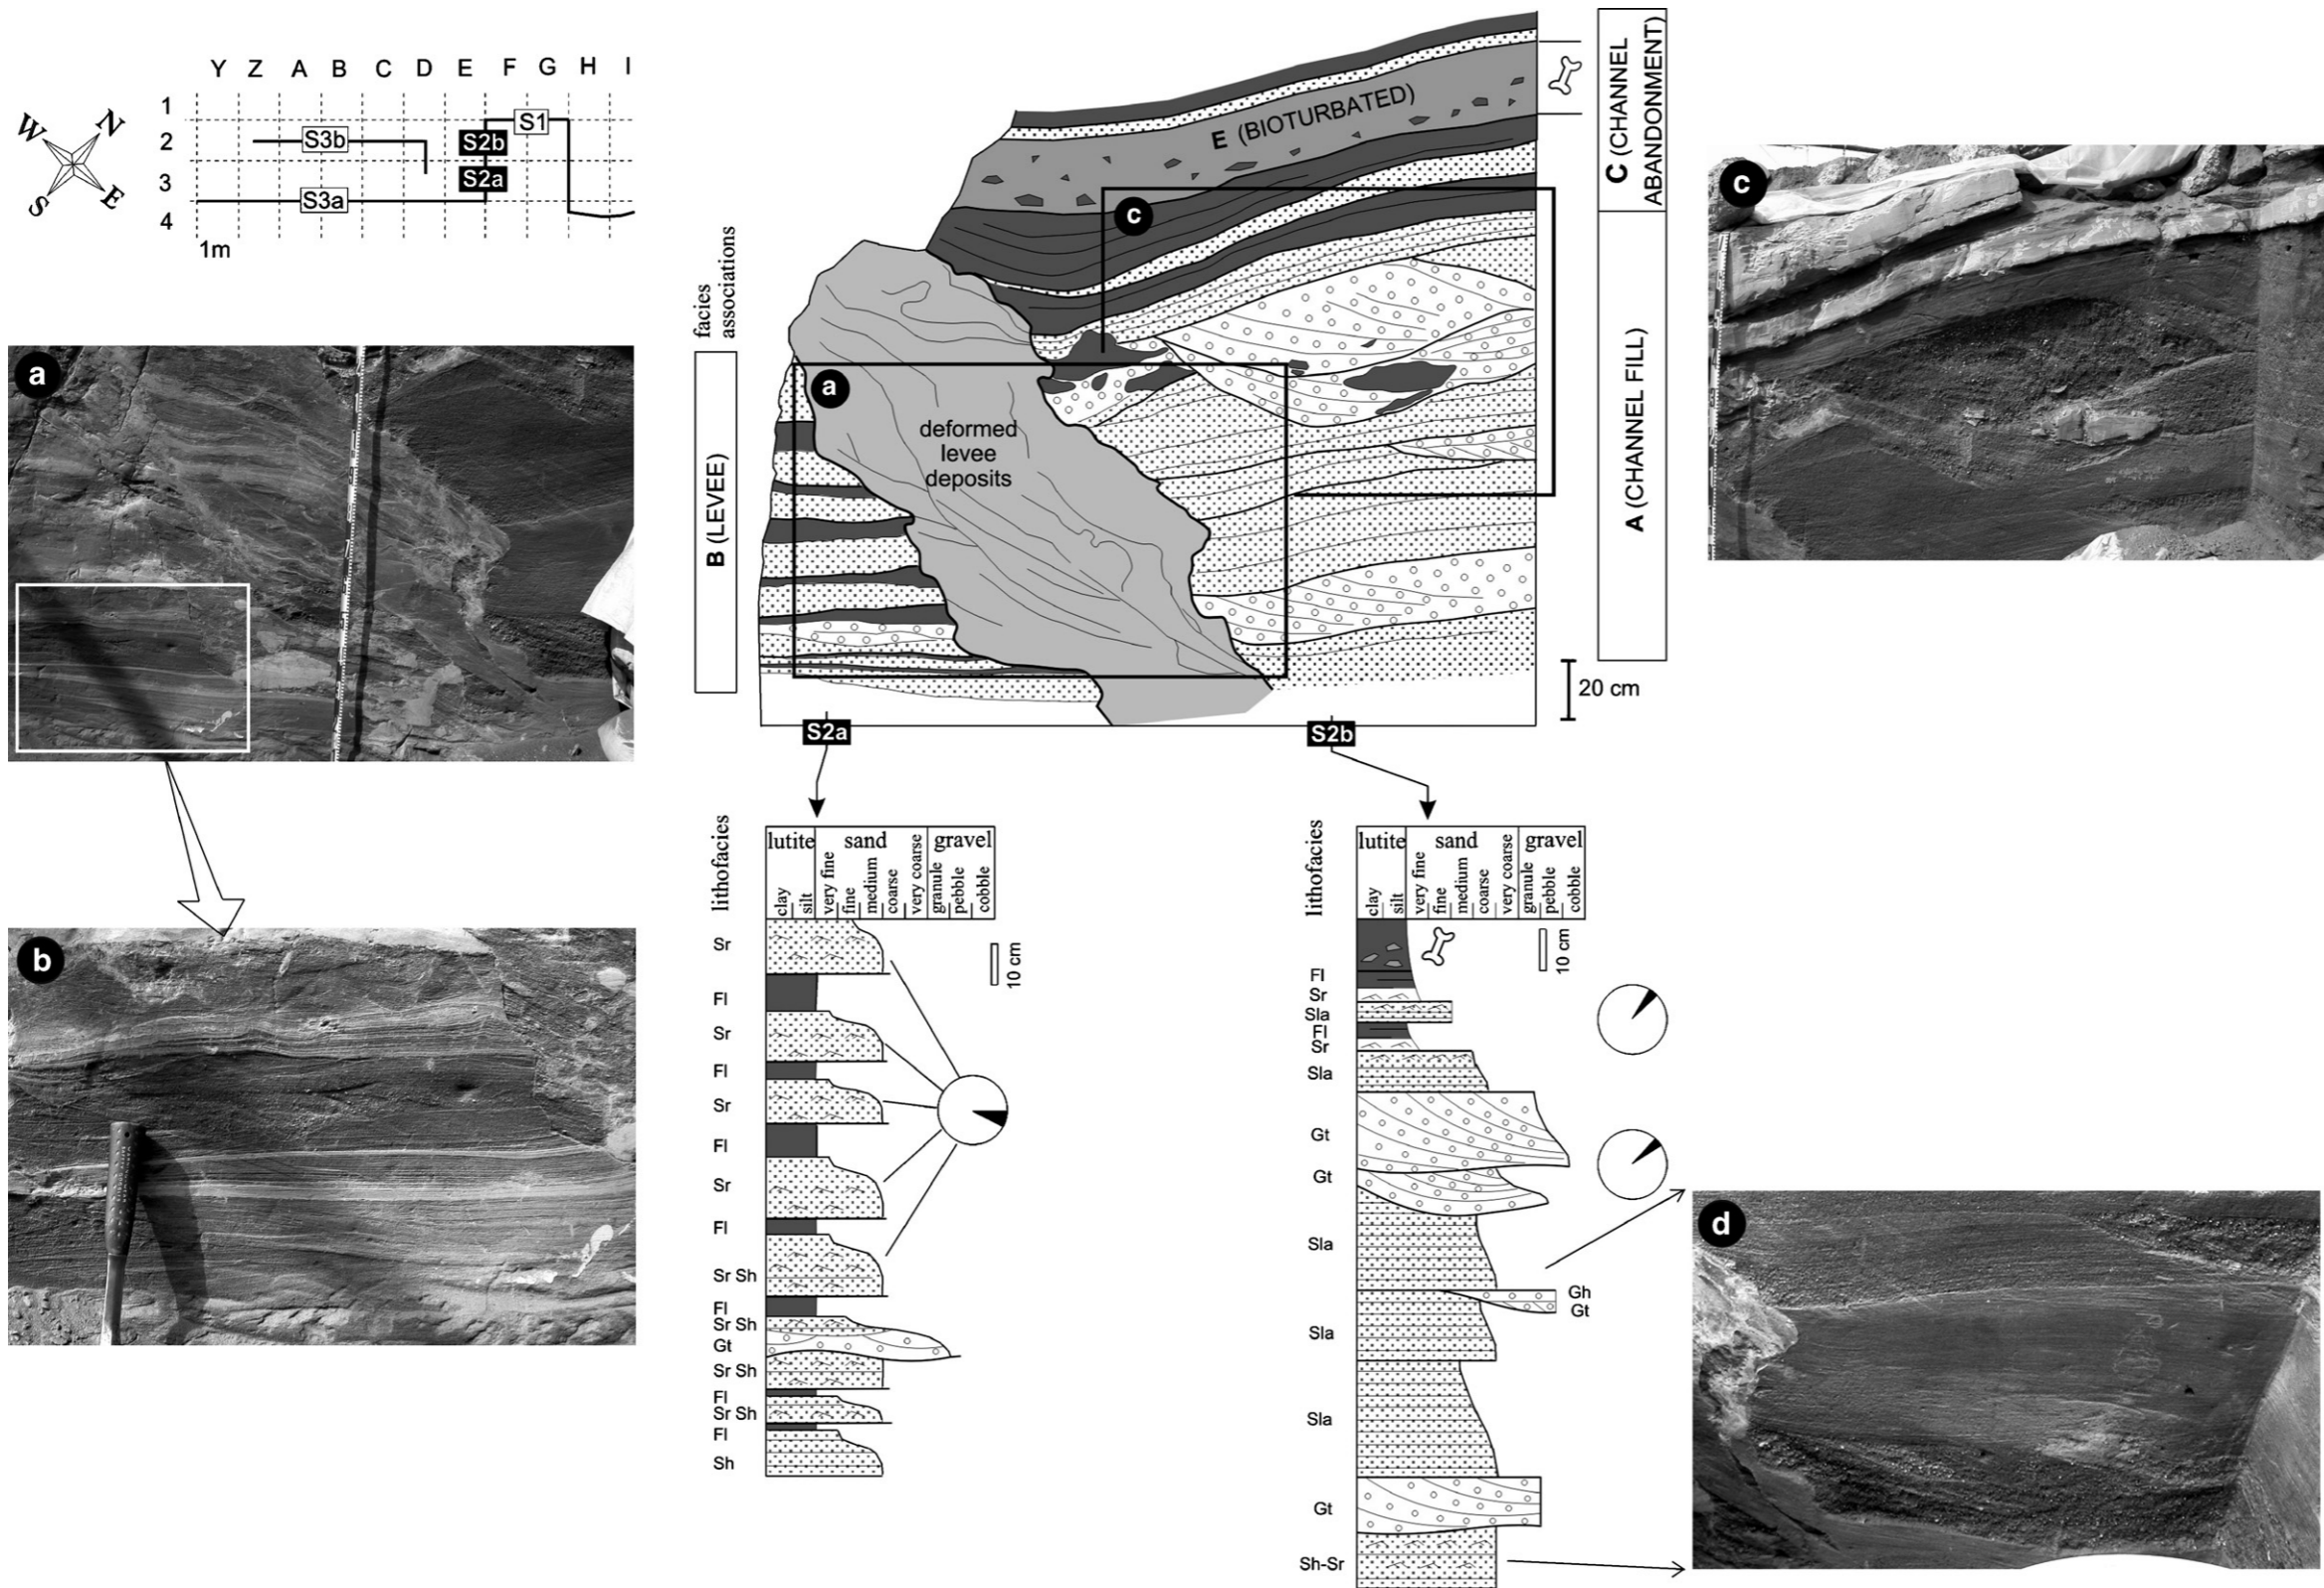 Y Z A B C D E F G H I
1
2
3
4
W N
S E
S3b
S1
S2b
S2a
S3a
1m
facies
associations
B (LEVEE)
a
b
c
d
E (BIOTURBATED)
c
a
deformed
levee
deposits
C (CHANNEL
ABANDONMENT)
A (CHANNEL FILL)
20 cm
S2a
S2b
lithofacies
lutite sand gravel
clay
silt
very fine
fine
medium
coarse
very coarse
granule
pebble
cobble
10 cm
Sr
Fl
Sr
Fl
Sr
Fl
Sr
Fl
Sr Sh
Fl
Sr Sh
Gt
Sr Sh
Fl
Sr Sh
Fl
Sh
lithofacies
lutite sand gravel
clay
silt
very fine
fine
medium
coarse
very coarse
granule
pebble
cobble
10 cm
Fl
Sr
Sla
Fl
Sr
Sla
Gt
Gt
Sla
Gh
Gt
Sla
Sla
Gt
Sh-Sr